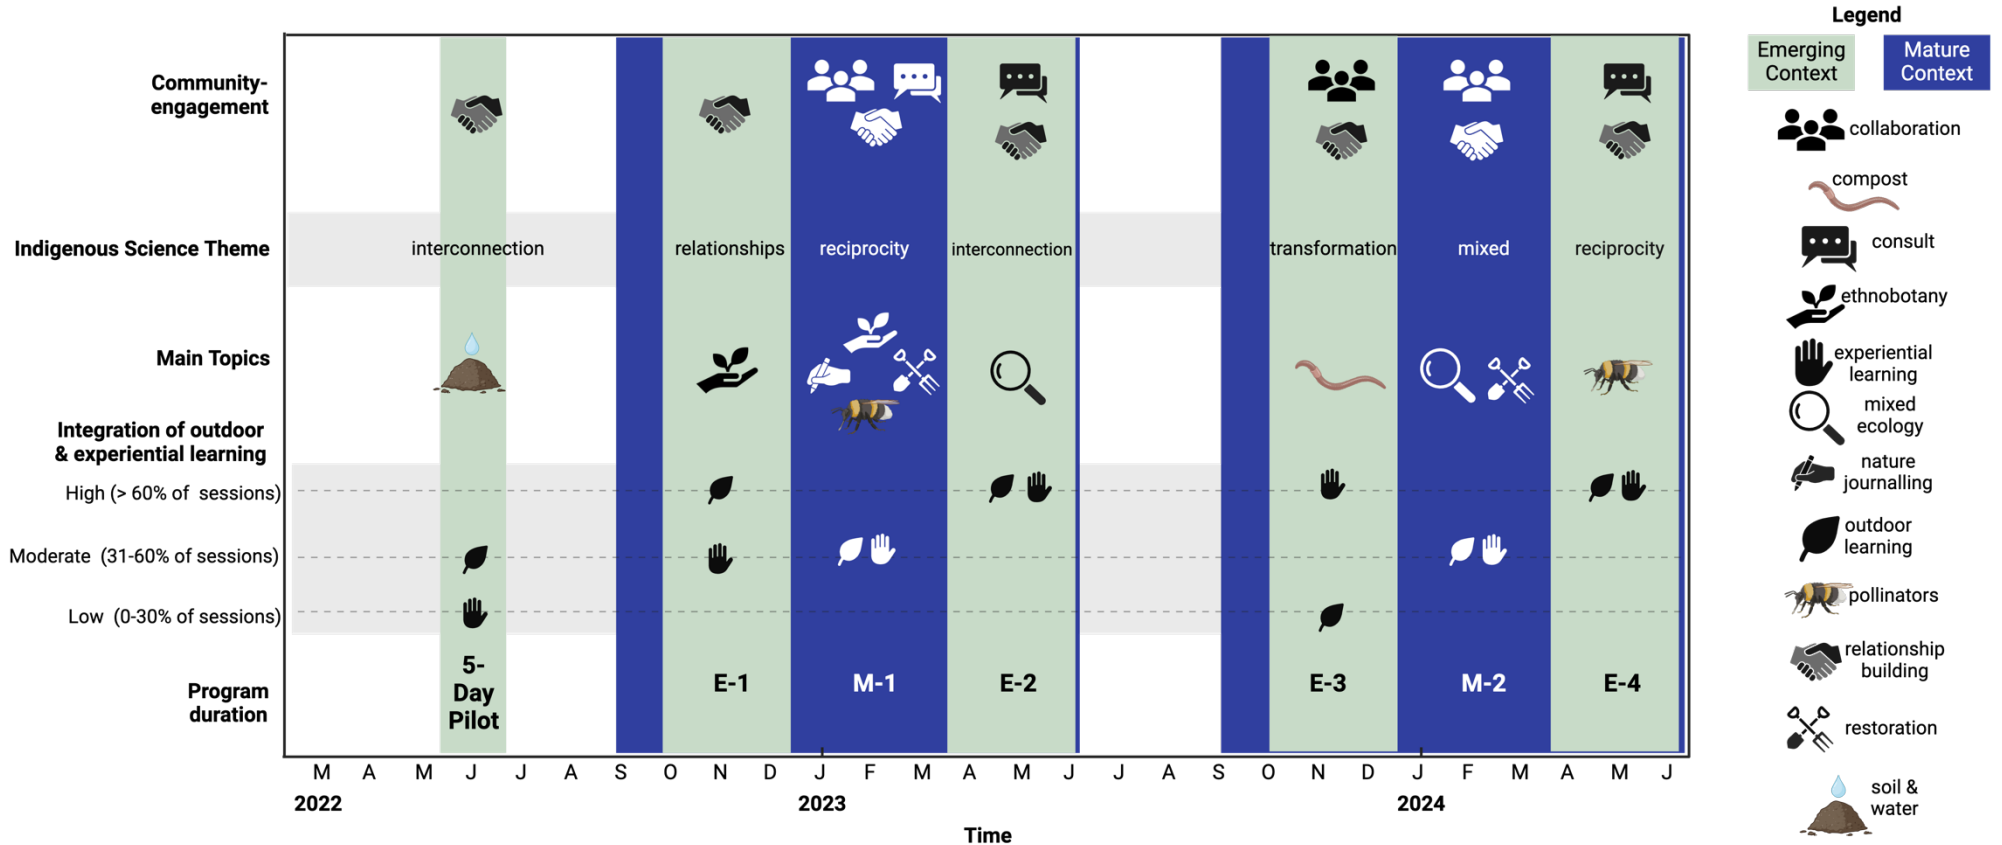 Legend
Emerging
Context
Mature
Context
Community-
engagement
collaboration
compost
consult
Indigenous Science Theme
interconnection
relationships
reciprocity
interconnection
transformation
mixed
reciprocity
ethnobotany
experiential
learning
Main Topics
mixed
ecology
Integration of outdoor
& experiential learning
nature
journalling
High (> 60% of sessions)
outdoor
learning
Moderate (31-60% of sessions)
pollinators
Low (0-30% of sessions)
relationship
building
Program
duration
5-
Day
Pilot
E-1
M-1
E-2
E-3
M-2
E-4
restoration
M A M J J A S O N D J F M A M J J A S O N D J F M A M J
2022
2023
2024
soil &
water
Time